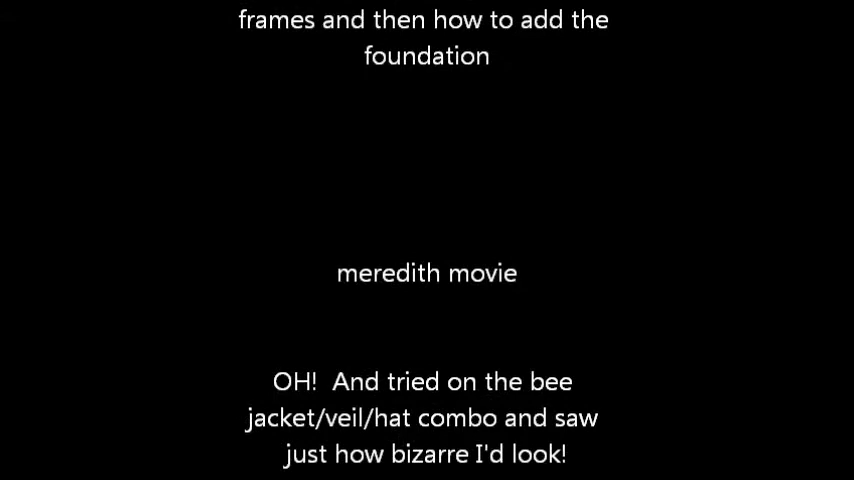 frames and then how to add the
foundation
meredith movie
OH!  And tried on the bee
jacket/veil/hat combo and saw
just how bizarre I'd look!